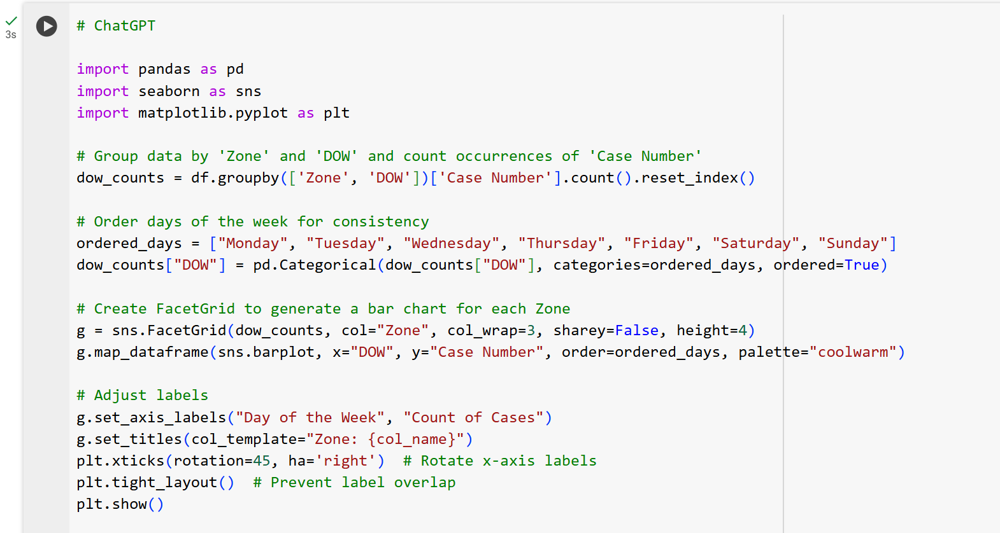 3s
# ChatGPT
import pandas as pd
import seaborn as sns
import matplotlib.pyplot as plt
# Group data by 'Zone' and 'DOW' and count occurrences of 'Case Number'
dow_counts = df.groupby(['Zone', 'DOW'])['Case Number'].count().reset_index()
# Order days of the week for consistency
ordered_days = ["Monday", "Tuesday", "Wednesday", "Thursday", "Friday", "Saturday", "Sunday"]
dow_counts["DOW"] = pd.Categorical(dow_counts["DOW"], categories=ordered_days, ordered=True)
# Create FacetGrid to generate a bar chart for each Zone
g = sns.FacetGrid(dow_counts, col="Zone", col_wrap=3, sharey=False, height=4)
g.map_dataframe(sns.barplot, x="DOW", y="Case Number", order=ordered_days, palette="coolwarm")
# Adjust labels
g.set_axis_labels("Day of the Week", "Count of Cases")
g.set_titles(col_template="Zone: {col_name}")
plt.xticks(rotation=45, ha='right')  # Rotate x-axis labels
plt.tight_layout()  # Prevent label overlap
plt.show()